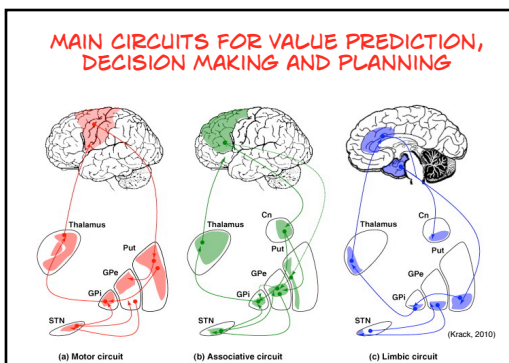 MAIN CIRCUITS FOR VALUE PREDICTION,
DECISION MAKING AND PLANNING
Thalamus
Put
GPe
GPi
STN
(a) Motor circuit
Thalamus
Cn
Put
GPe
GPi
STN
(b) Associative circuit
Thalamus
Cn
Put
GPe
GPi
STN
(c) Limbic circuit
(Krack, 2010)